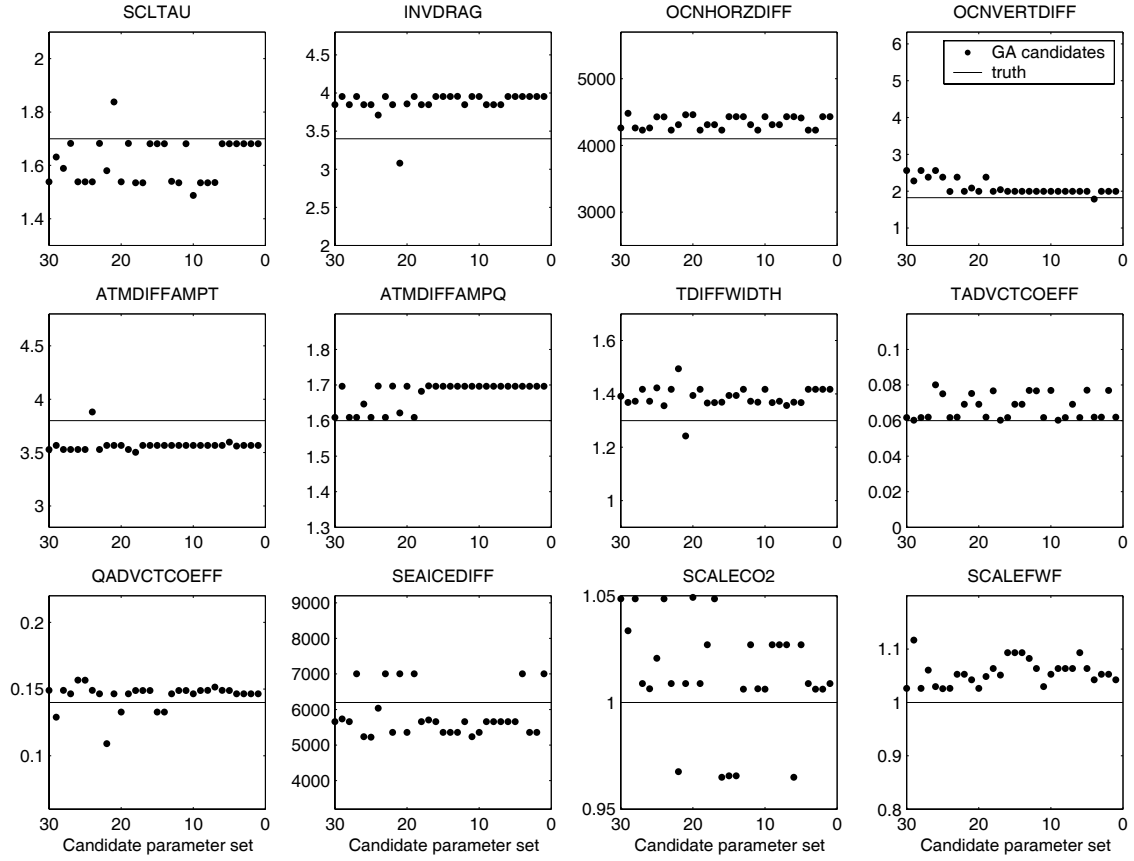 SCLTAU
2
1.8
1.6
1.4
30 20 10 0
INVDRAG
4.5
4
3.5
3
2.5
2
30 20 10 0
OCNHORZDIFF
5000
4000
3000
30 20 10 0
OCNVERTDIFF
GA candidates
truth
6
5
4
3
2
1
30 20 10 0
ATMDIFFAMPT
4.5
4
3.5
3
30 20 10 0
ATMDIFFAMPQ
1.8
1.7
1.6
1.5
1.4
1.3
30 20 10 0
TDIFFWIDTH
1.6
1.4
1.2
1
30 20 10 0
TADVCTCOEFF
0.1
0.08
0.06
0.04
0.02
0
30 20 10 0
QADVCTCOEFF
0.2
0.15
0.1
30 20 10 0
Candidate parameter set
SEAICEDIFF
9000
8000
7000
6000
5000
4000
30 20 10 0
Candidate parameter set
SCALECO2
1.05
1
0.95
30 20 10 0
Candidate parameter set
SCALEFWF
1.1
1
0.9
0.8
30 20 10 0
Candidate parameter set